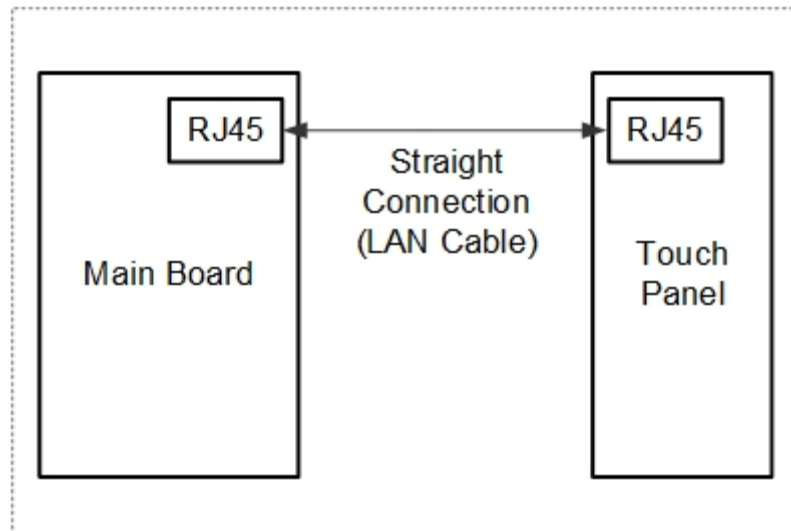 RJ45
RJ45
Straight
Connection
(LAN Cable)
Main Board
Touch
Panel